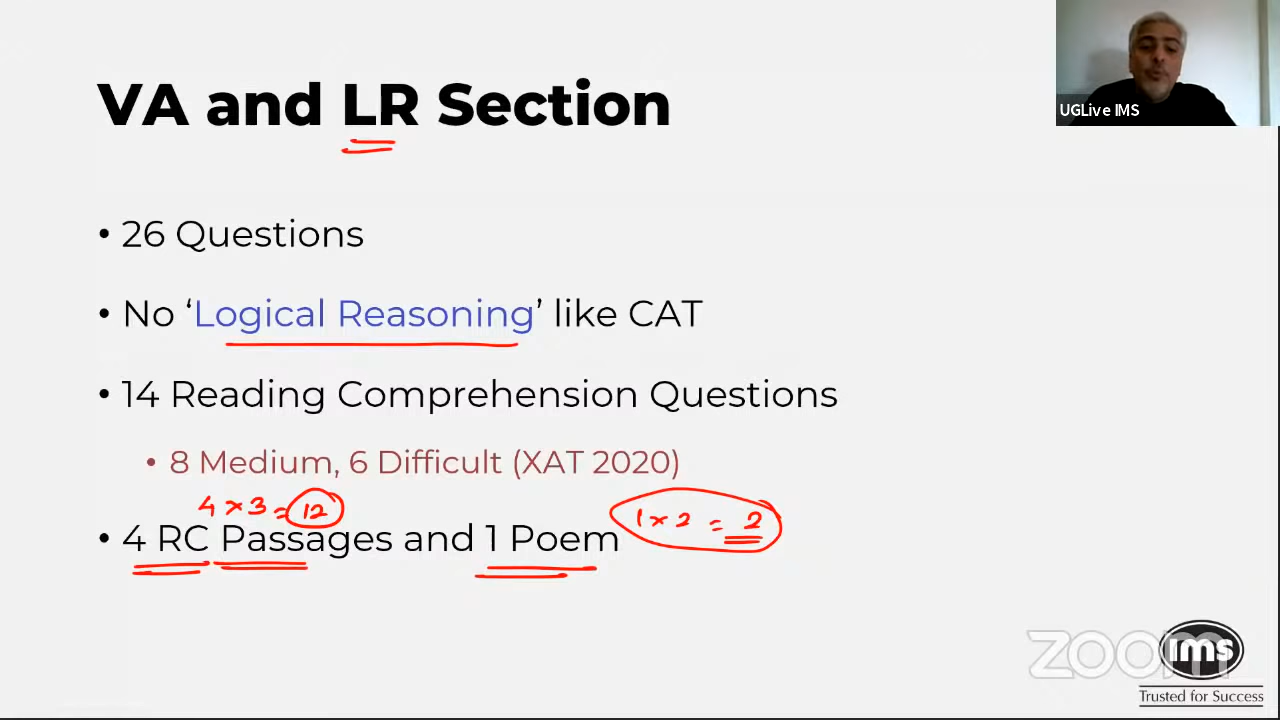 VA and LR Section
UGLive IMS
• 26 Questions
• No ‘Logical Reasoning’ like CAT
• 14 Reading Comprehension Questions
• 8 Medium, 6 Difficult (XAT 2020)
4 x 3 = 12
1 x 2 = 2
• 4 RC Passages and 1 Poem
zoom
ims
Trusted for Success